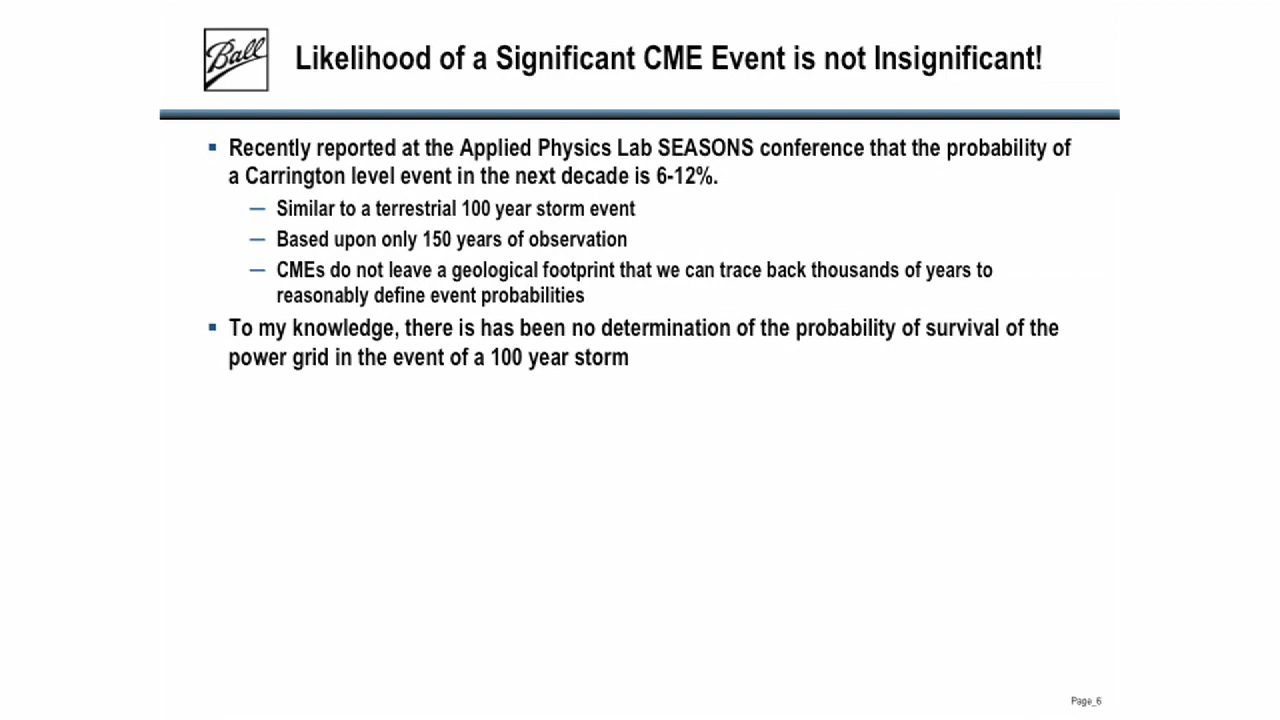 Ball
Likelihood of a Significant CME Event is not Insignificant!
Recently reported at the Applied Physics Lab SEASONS conference that the probability of
a Carrington level event in the next decade is 6-12%.
Similar to a terrestrial 100 year storm event
Based upon only 150 years of observation
CMEs do not leave a geological footprint that we can trace back thousands of years to
reasonably define event probabilities
To my knowledge, there is has been no determination of the probability of survival of the
power grid in the event of a 100 year storm
Page_6